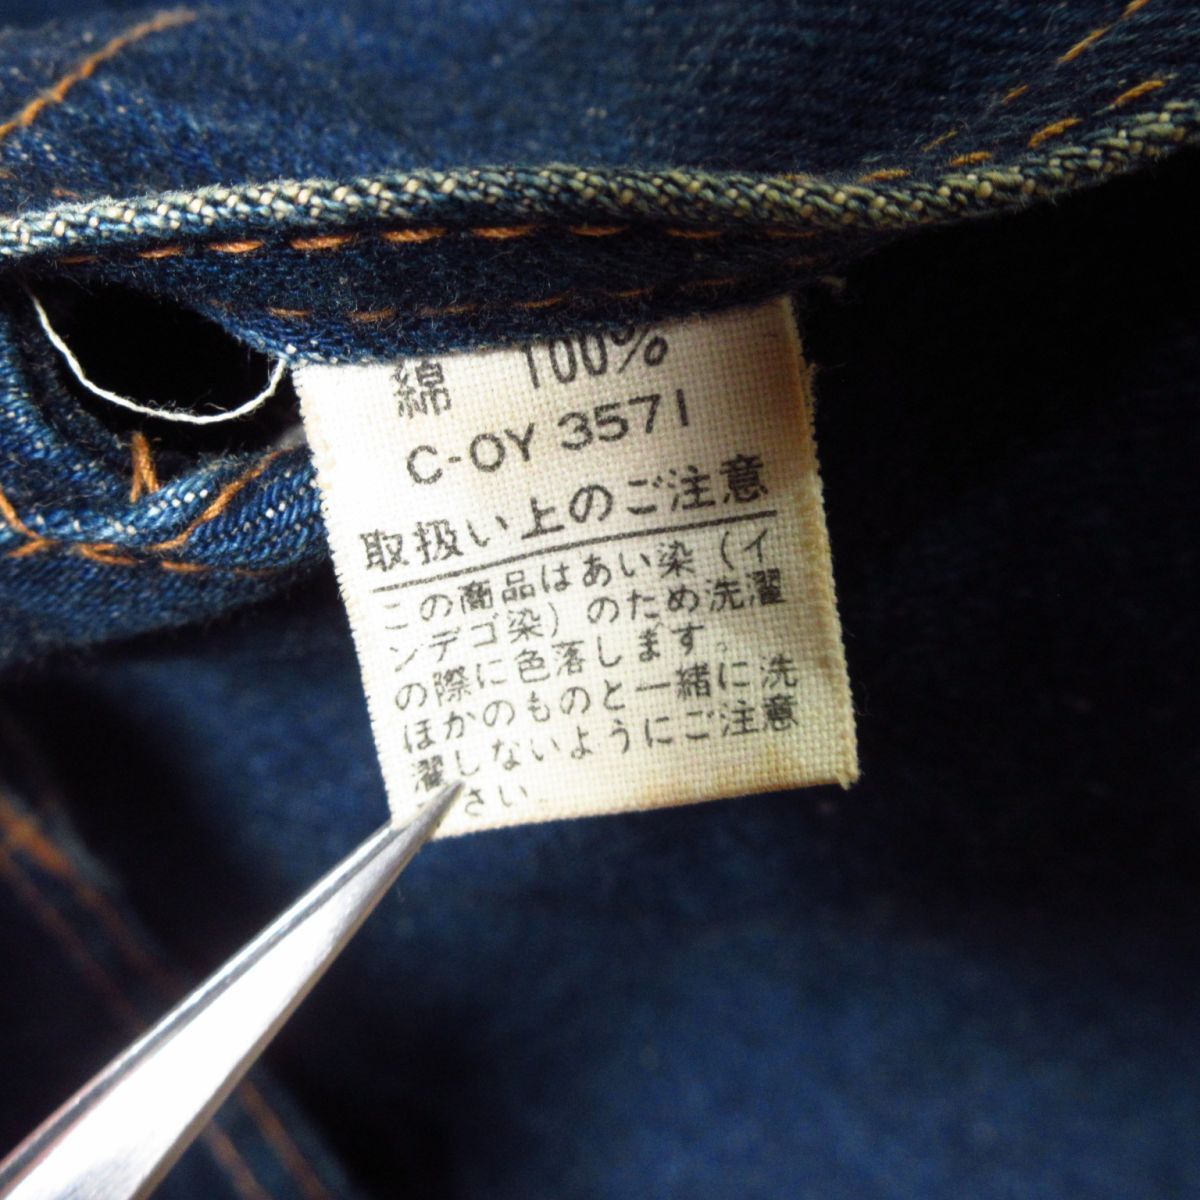 綿 100%
C-OY 3571
取扱い上のご注意
この商品はあい染(イ
ンデゴ染)のため洗濯
の際に色落します。
ほかのものと一緒に洗
濯しないようにご注意
さい